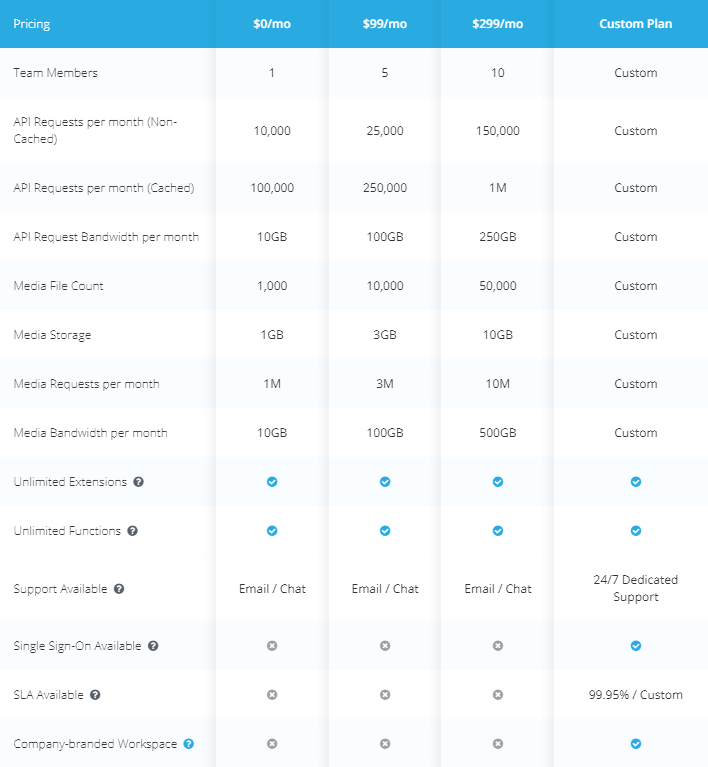 Pricing $0/mo $99/mo $299/mo Custom Plan
Team Members 1 5 10 Custom
API Requests per month (Non-
Cached) 10,000 25,000 150,000 Custom
API Requests per month (Cached) 100,000 250,000 1M Custom
API Request Bandwidth per month 10GB 100GB 250GB Custom
Media File Count 1,000 10,000 50,000 Custom
Media Storage 1GB 3GB 10GB Custom
Media Requests per month 1M 3M 10M Custom
Media Bandwidth per month 10GB 100GB 500GB Custom
Unlimited Extensions ?
Unlimited Functions ?
Support Available ? Email / Chat Email / Chat Email / Chat 24/7 Dedicated
Support
Single Sign-On Available ?
SLA Available ? 99.95% / Custom
Company-branded Workspace ?